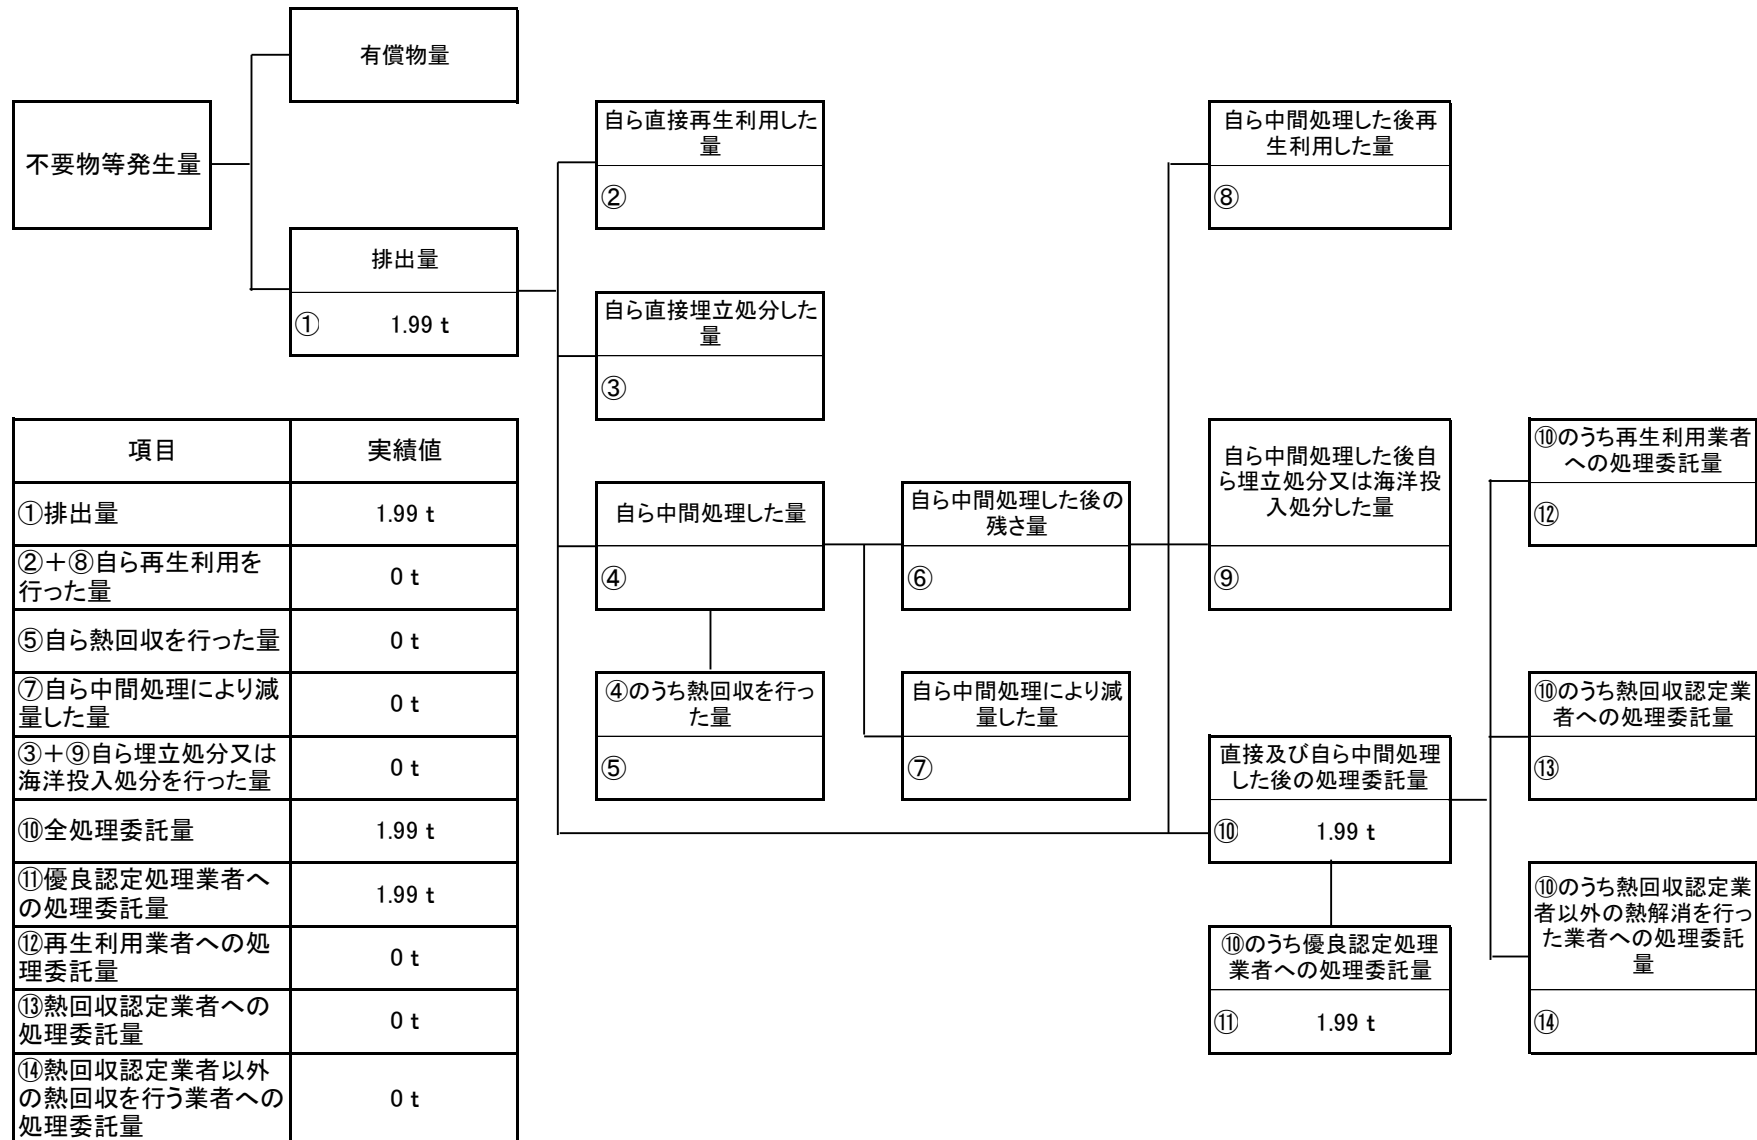 有償物量
不要物等発生量
排出量
① 1.99 t
自ら直接再生利用した
量
②
自ら直接埋立処分した
量
③
自ら中間処理した量
④
④のうち熱回収を行っ
た量
⑤
自ら中間処理した後の
残さ量
⑥
自ら中間処理により減
量した量
⑦
自ら中間処理した後再
生利用した量
⑧
自ら中間処理した後自
ら埋立処分又は海洋投
入処分した量
⑨
直接及び自ら中間処理
した後の処理委託量
⑩ 1.99 t
⑩のうち優良認定処理
業者への処理委託量
⑪ 1.99 t
⑩のうち再生利用業者
への処理委託量
⑫
⑩のうち熱回収認定業
者への処理委託量
⑬
⑩のうち熱回収認定業
者以外の熱解消を行っ
た業者への処理委託
量
⑭
項目 実績値
①排出量 1.99 t
②+⑧自ら再生利用を
行った量 0 t
⑤自ら熱回収を行った量 0 t
⑦自ら中間処理により減
量した量 0 t
③+⑨自ら埋立処分又は
海洋投入処分を行った量 0 t
⑩全処理委託量 1.99 t
⑪優良認定処理業者へ
の処理委託量 1.99 t
⑫再生利用業者への処
理委託量 0 t
⑬熱回収認定業者への
処理委託量 0 t
⑭熱回収認定業者以外
の熱回収を行う業者への
処理委託量 0 t